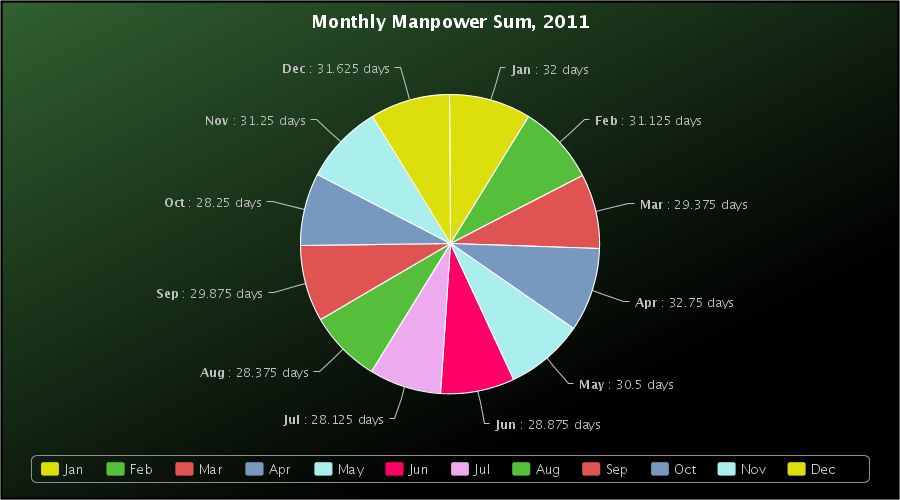 Monthly Manpower Sum, 2011
Dec : 31.625 days
Jan : 32 days
Nov : 31.25 days
Feb : 31.125 days
Oct : 28.25 days
Mar : 29.375 days
Sep : 29.875 days
Apr : 32.75 days
Aug : 28.375 days
May : 30.5 days
Jul : 28.125 days
Jun : 28.875 days
Jan Feb Mar Apr May Jun Jul Aug Sep Oct Nov Dec